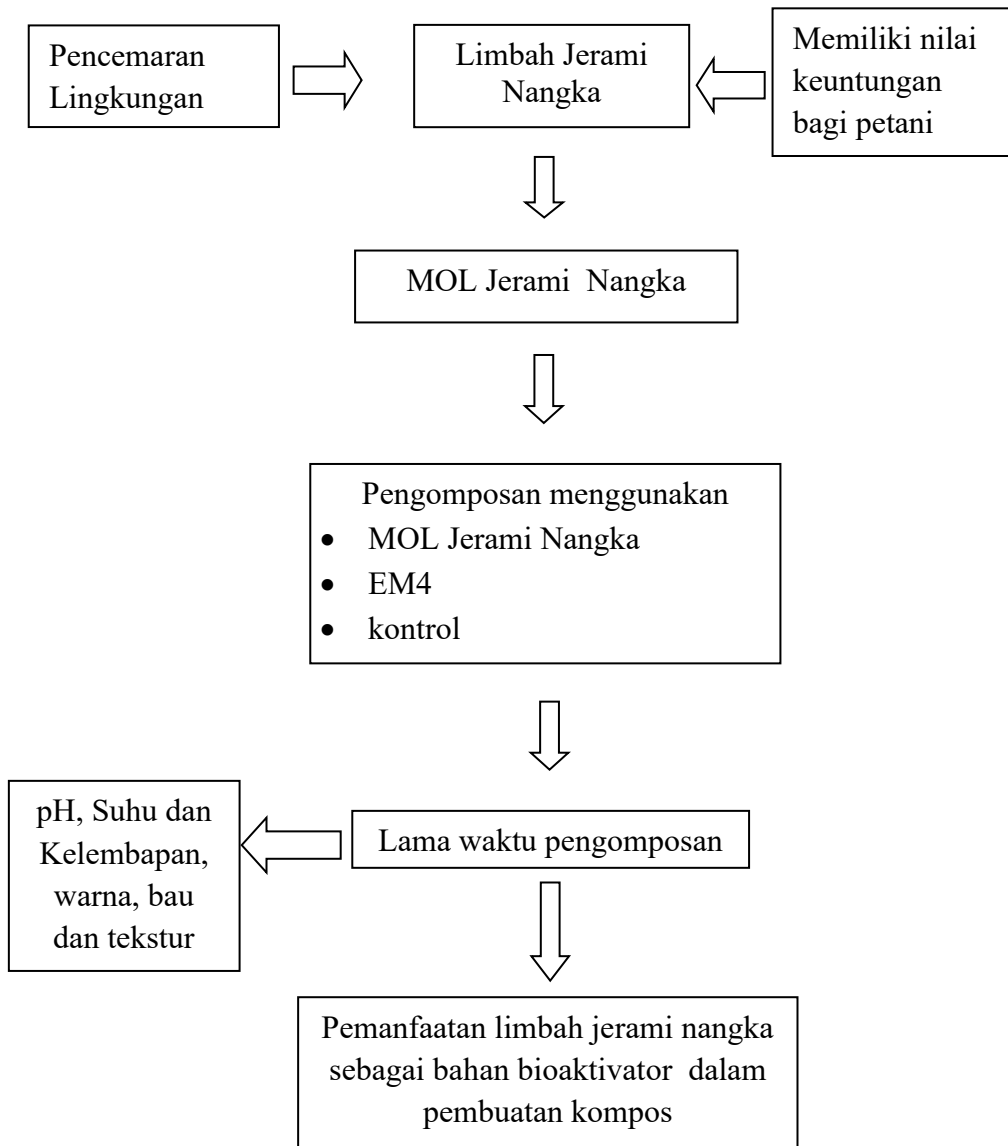 Pencemaran
Lingkungan
Limbah Jerami
Nangka
Memiliki nilai
keuntungan
bagi petani
MOL Jerami  Nangka
Pengomposan menggunakan
• MOL Jerami Nangka
• EM4
• kontrol
pH, Suhu dan
Kelembapan,
warna, bau
dan tekstur
Lama waktu pengomposan
Pemanfaatan limbah jerami nangka
sebagai bahan bioaktivator  dalam
pembuatan kompos